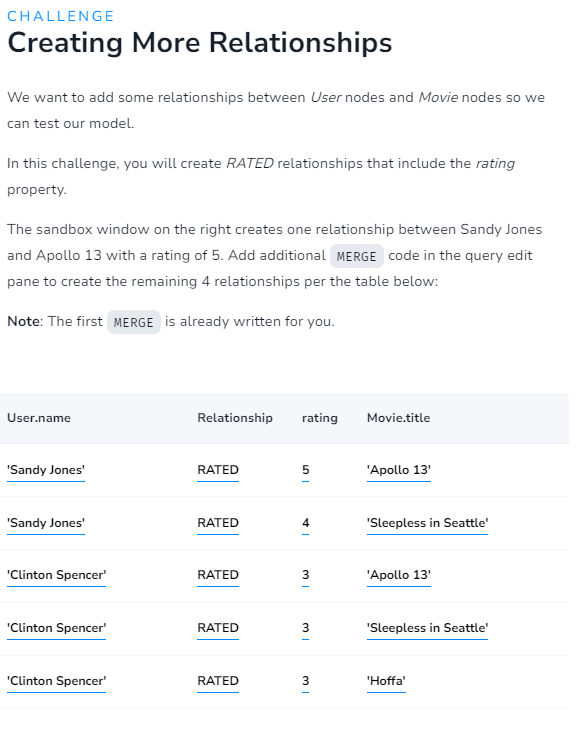 CHALLENGE
Creating More Relationships
We want to add some relationships between User nodes and Movie nodes so we
can test our model.
In this challenge, you will create RATED relationships that include the rating
property.
The sandbox window on the right creates one relationship between Sandy Jones
and Apollo 13 with a rating of 5. Add additional MERGE code in the query edit
pane to create the remaining 4 relationships per the table below:
Note: The first MERGE is already written for you.
User.name Relationship rating Movie.title
'Sandy Jones' RATED 5 'Apollo 13'
'Sandy Jones' RATED 4 'Sleepless in Seattle'
'Clinton Spencer' RATED 3 'Apollo 13'
'Clinton Spencer' RATED 3 'Sleepless in Seattle'
'Clinton Spencer' RATED 3 'Hoffa'